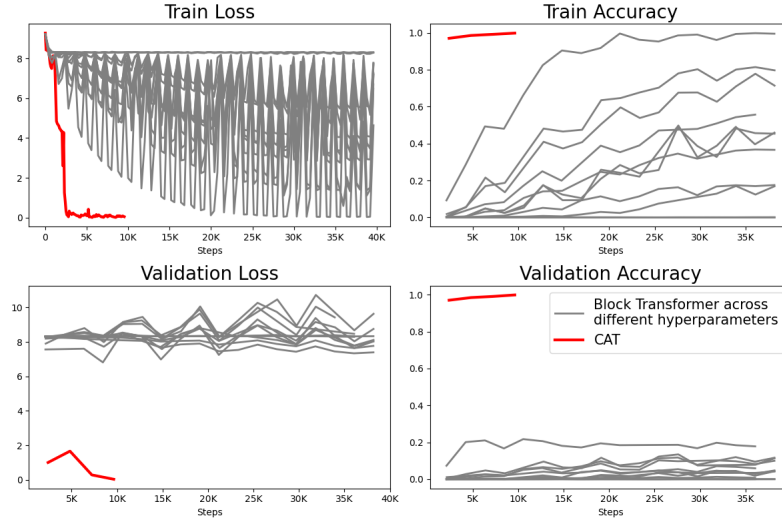 Train Loss
Train Accuracy
8
6
4
2
0
0
5K
10K
15K
20K
25K
30K
35K
40K
Steps
1.0
0.8
0.6
0.4
0.2
0.0
5K
10K
15K
20K
25K
30K
35K
Steps
Validation Loss
Validation Accuracy
10
8
6
4
2
0
5K
10K
15K
20K
25K
30K
35K
40K
Steps
1.0
0.8
0.6
0.4
0.2
0.0
Block Transformer across
different hyperparameters
CAT
5K
10K
15K
20K
25K
30K
35K
Steps